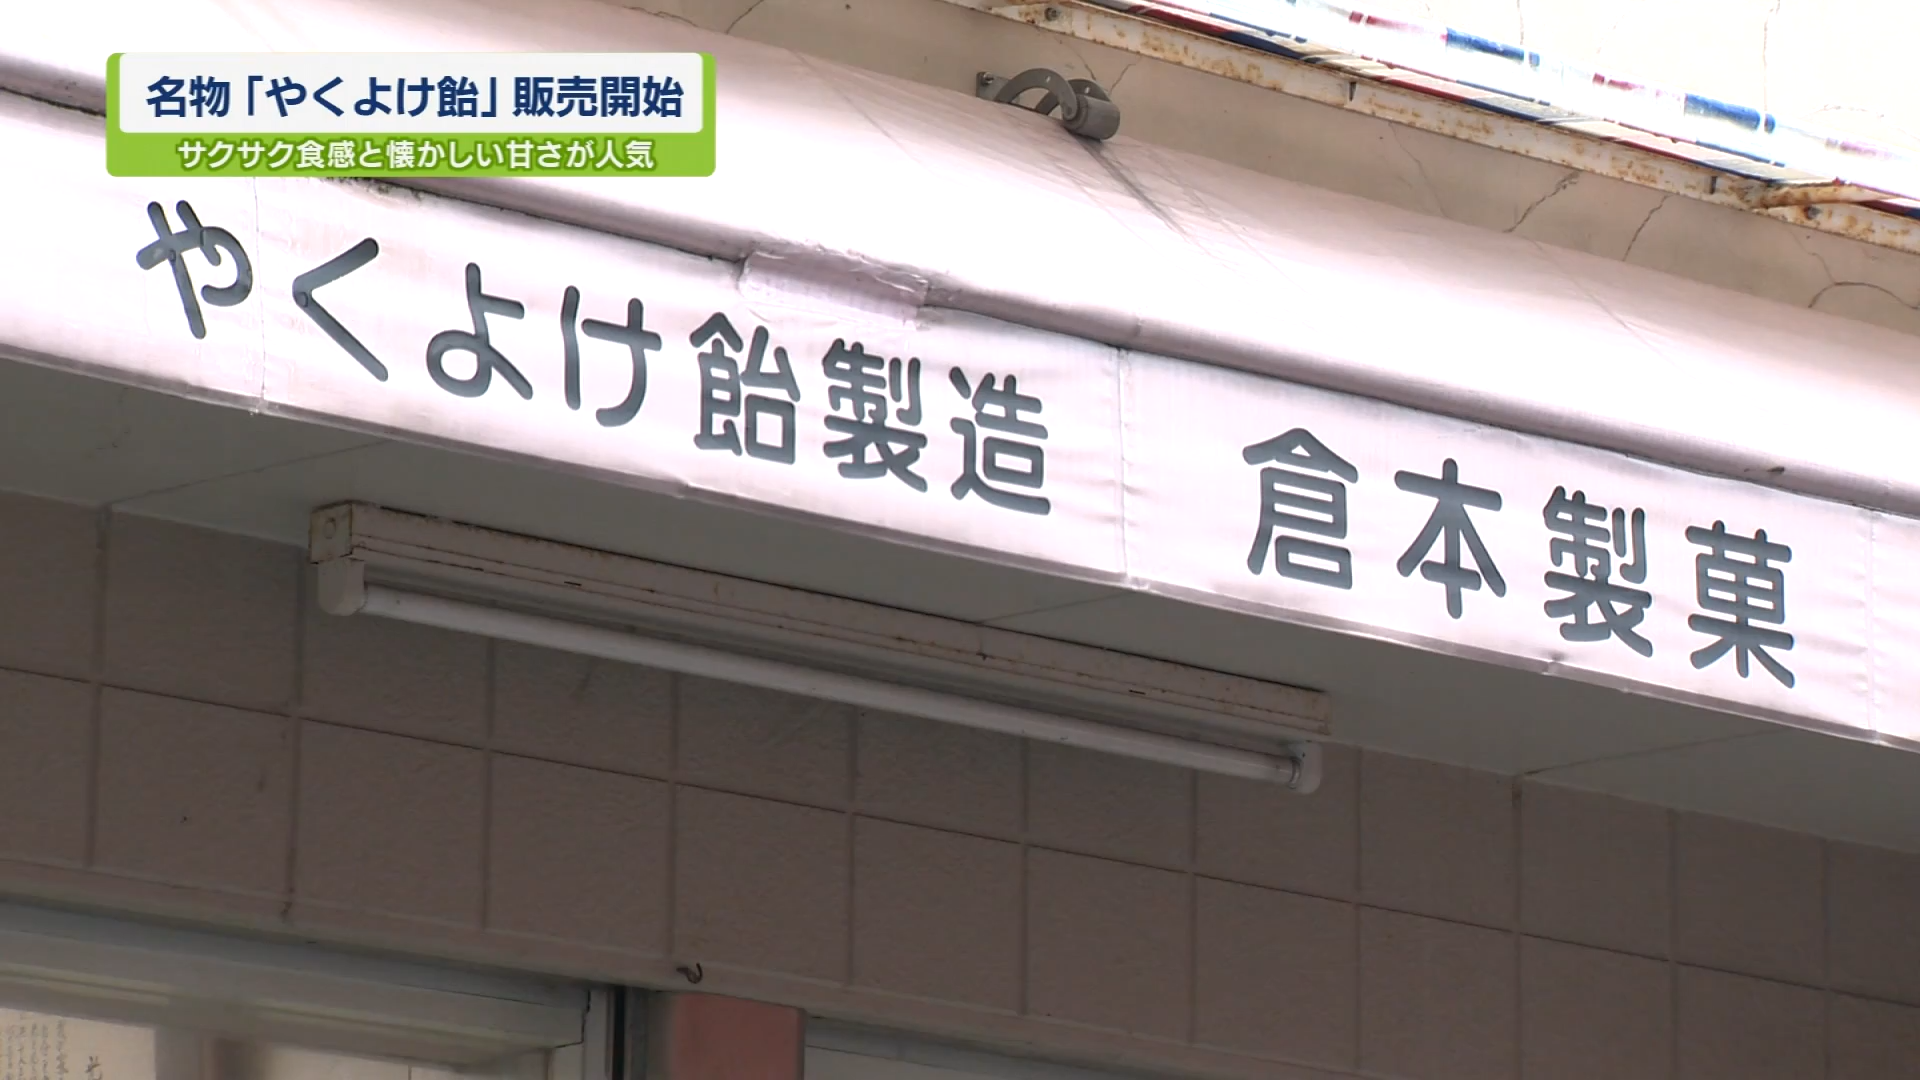 名物「やくよけ飴」販売開始
サクサク食感と懐かしい甘さが人気
やくよけ飴製造 倉本製菓